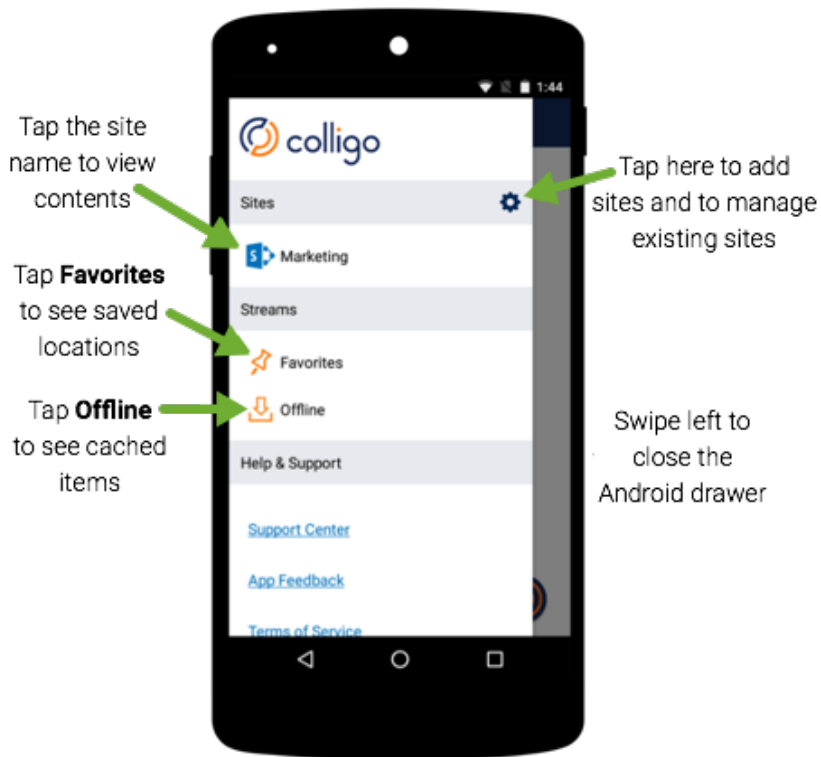 1:44
colligo
Tap the site
name to view
contents
Tap here to add
sites and to manage
existing sites
Sites
Marketing
Tap Favorites
to see saved
locations
Streams
Favorites
Tap Offline
to see cached
items
Offline
Swipe left to
close the
Android drawer
Help & Support
Support Center
App Feedback
Terms of Service